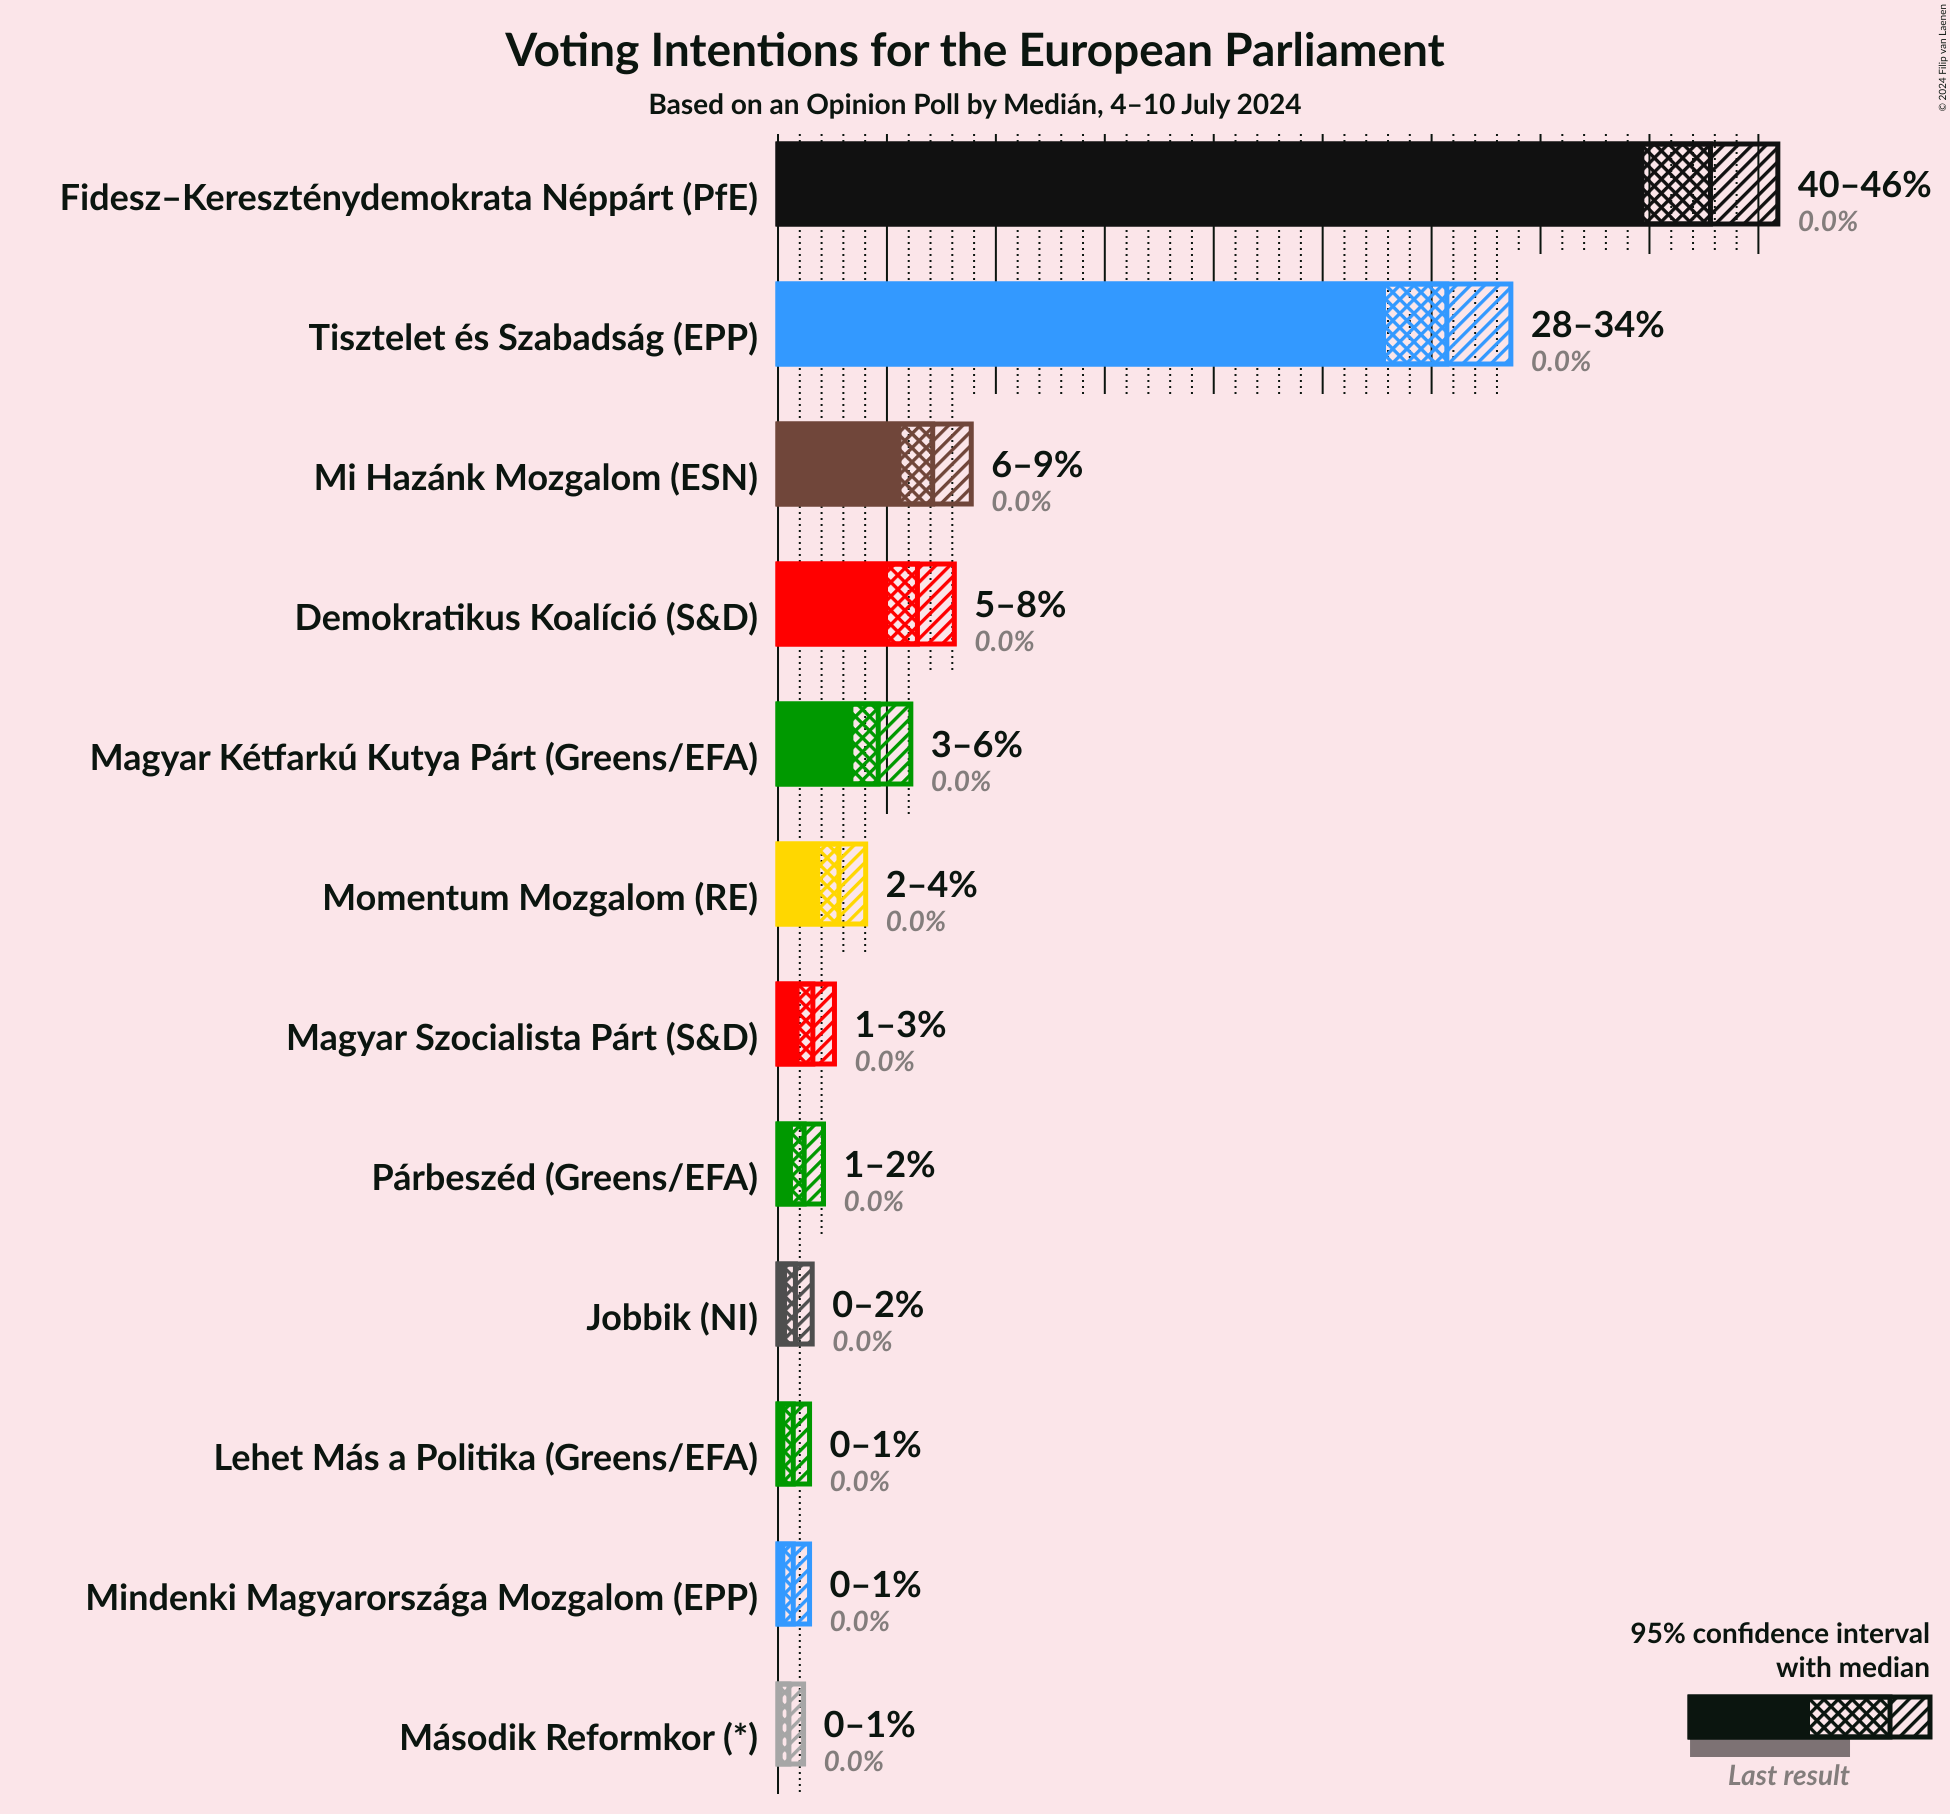 Voting Intentions for the European Parliament
Based on an Opinion Poll by Medián, 4–10 July 2024
© 2024 Filip van Laenen
Fidesz–Kereszténydemokrata Néppárt (PfE)
40–46%
0.0%
Tisztelet és Szabadság (EPP)
28–34%
0.0%
Mi Hazánk Mozgalom (ESN)
6–9%
0.0%
Demokratikus Koalíció (S&D)
5–8%
0.0%
Magyar Kétfarkú Kutya Párt (Greens/EFA)
3–6%
0.0%
Momentum Mozgalom (RE)
2–4%
0.0%
Magyar Szocialista Párt (S&D)
1–3%
0.0%
Párbeszéd (Greens/EFA)
1–2%
0.0%
Jobbik (NI)
0–2%
0.0%
Lehet Más a Politika (Greens/EFA)
0–1%
0.0%
Mindenki Magyarországa Mozgalom (EPP)
0–1%
0.0%
Második Reformkor (*)
0–1%
0.0%
95% confidence interval
with median
Last result